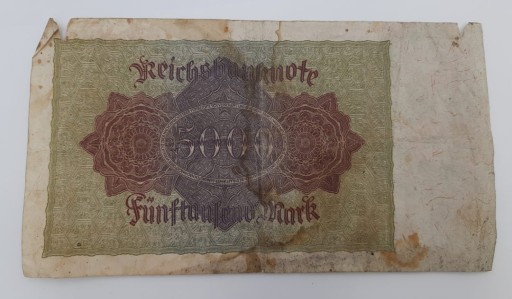 Reichsbanknote
5000
Fünftausend Mark